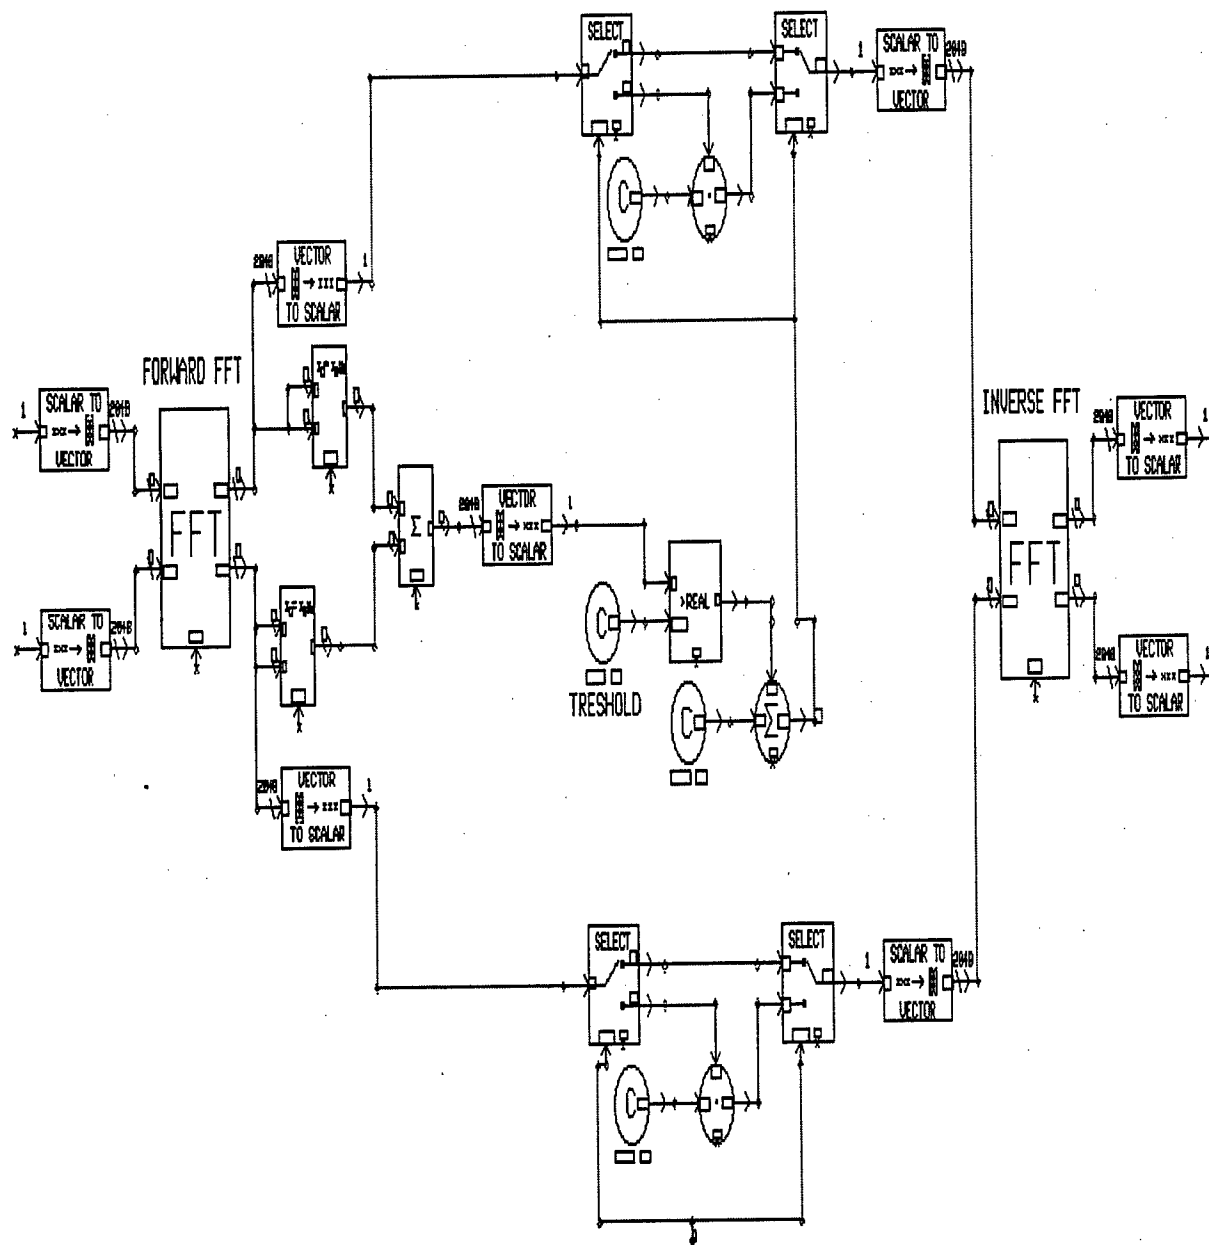 SELECT
SELECT
1
SCALAR TO
2048
VECTOR
2048
VECTOR
1
TO SCALAR
FORWARD FFT
1
SCALAR TO
2048
VECTOR
FFT
INVERSE FFT
2048
VECTOR
1
TO SCALAR
Σ
2048
VECTOR
1
TO SCALAR
FFT
>REAL
C
1
SCALAR TO
2048
VECTOR
TRESHOLD
C
Σ
2048
VECTOR
TO SCALAR
2048
VECTOR
1
TO SCALAR
SELECT
SELECT
1
SCALAR TO
2048
VECTOR
C
C